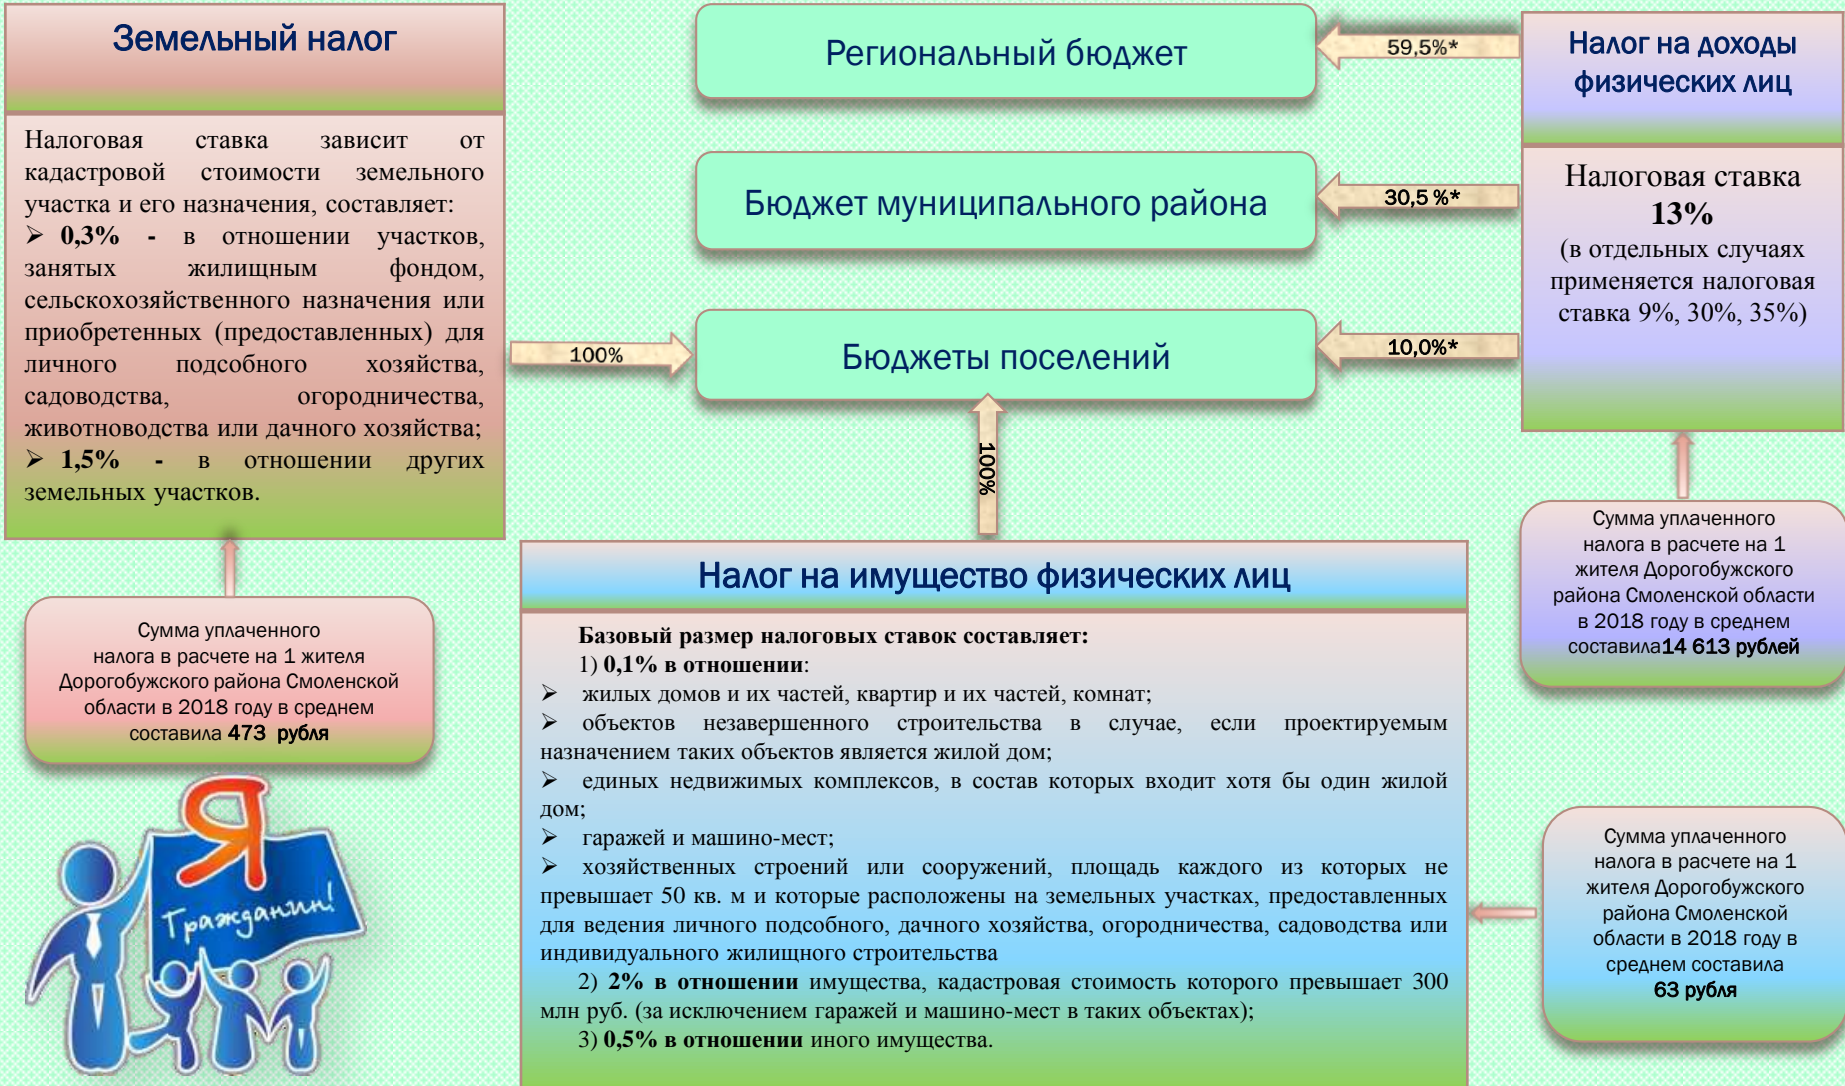 Земельный налог
Налоговая ставка зависит от
кадастровой стоимости земельного
участка и его назначения, составляет:
➢ 0,3% - в отношении участков,
занятых жилищным фондом,
сельскохозяйственного назначения или
приобретенных (предоставленных) для
личного подсобного хозяйства,
садоводства, огородничества,
животноводства или дачного хозяйства;
➢ 1,5% - в отношении других
земельных участков.
Сумма уплаченного
налога в расчете на 1 жителя
Дорогобужского района Смоленской
области в 2018 году в среднем
составила 473 рубля
Я
Гражданин!
Региональный бюджет
59,5%*
Бюджет муниципального района
30,5 %*
100%
Бюджеты поселений
10,0%*
100%
Налог на доходы
физических лиц
Налоговая ставка
13%
(в отдельных случаях
применяется налоговая
ставка 9%, 30%, 35%)
Сумма уплаченного
налога в расчете на 1
жителя Дорогобужского
района Смоленской области
в 2018 году в среднем
составила14 613 рублей
Налог на имущество физических лиц
Базовый размер налоговых ставок составляет:
1) 0,1% в отношении:
➢ жилых домов и их частей, квартир и их частей, комнат;
➢ объектов незавершенного строительства в случае, если проектируемым
назначением таких объектов является жилой дом;
➢ единых недвижимых комплексов, в состав которых входит хотя бы один жилой
дом;
➢ гаражей и машино-мест;
➢ хозяйственных строений или сооружений, площадь каждого из которых не
превышает 50 кв. м и которые расположены на земельных участках, предоставленных
для ведения личного подсобного, дачного хозяйства, огородничества, садоводства или
индивидуального жилищного строительства
2) 2% в отношении имущества, кадастровая стоимость которого превышает 300
млн руб. (за исключением гаражей и машино-мест в таких объектах);
3) 0,5% в отношении иного имущества.
Сумма уплаченного
налога в расчете на 1
жителя Дорогобужского
района Смоленской
области в 2018 году в
среднем составила
63 рубля